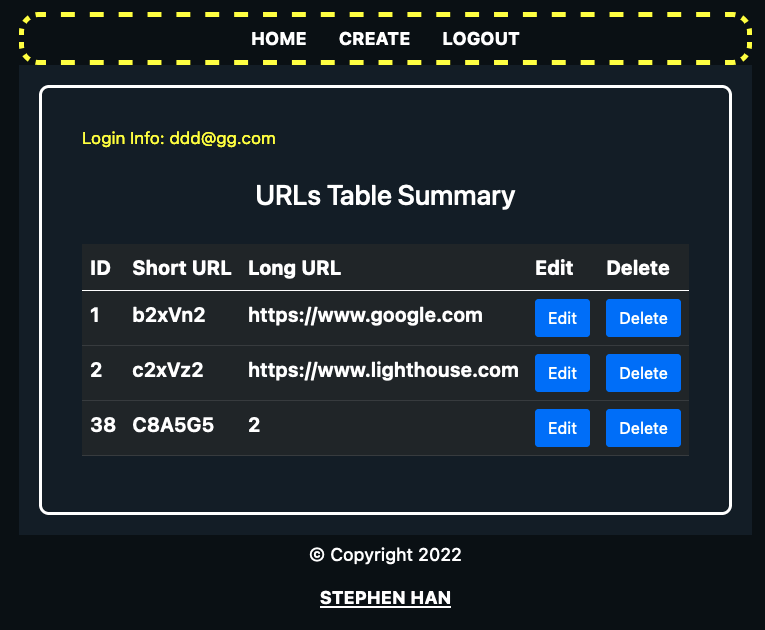 HOME CREATE LOGOUT
Login Info: ddd@gg.com
URLs Table Summary
ID Short URL Long URL Edit Delete
1 b2xVn2 https://www.google.com Edit Delete
2 c2xVz2 https://www.lighthouse.com Edit Delete
38 C8A5G5 2 Edit Delete
© Copyright 2022
STEPHEN HAN